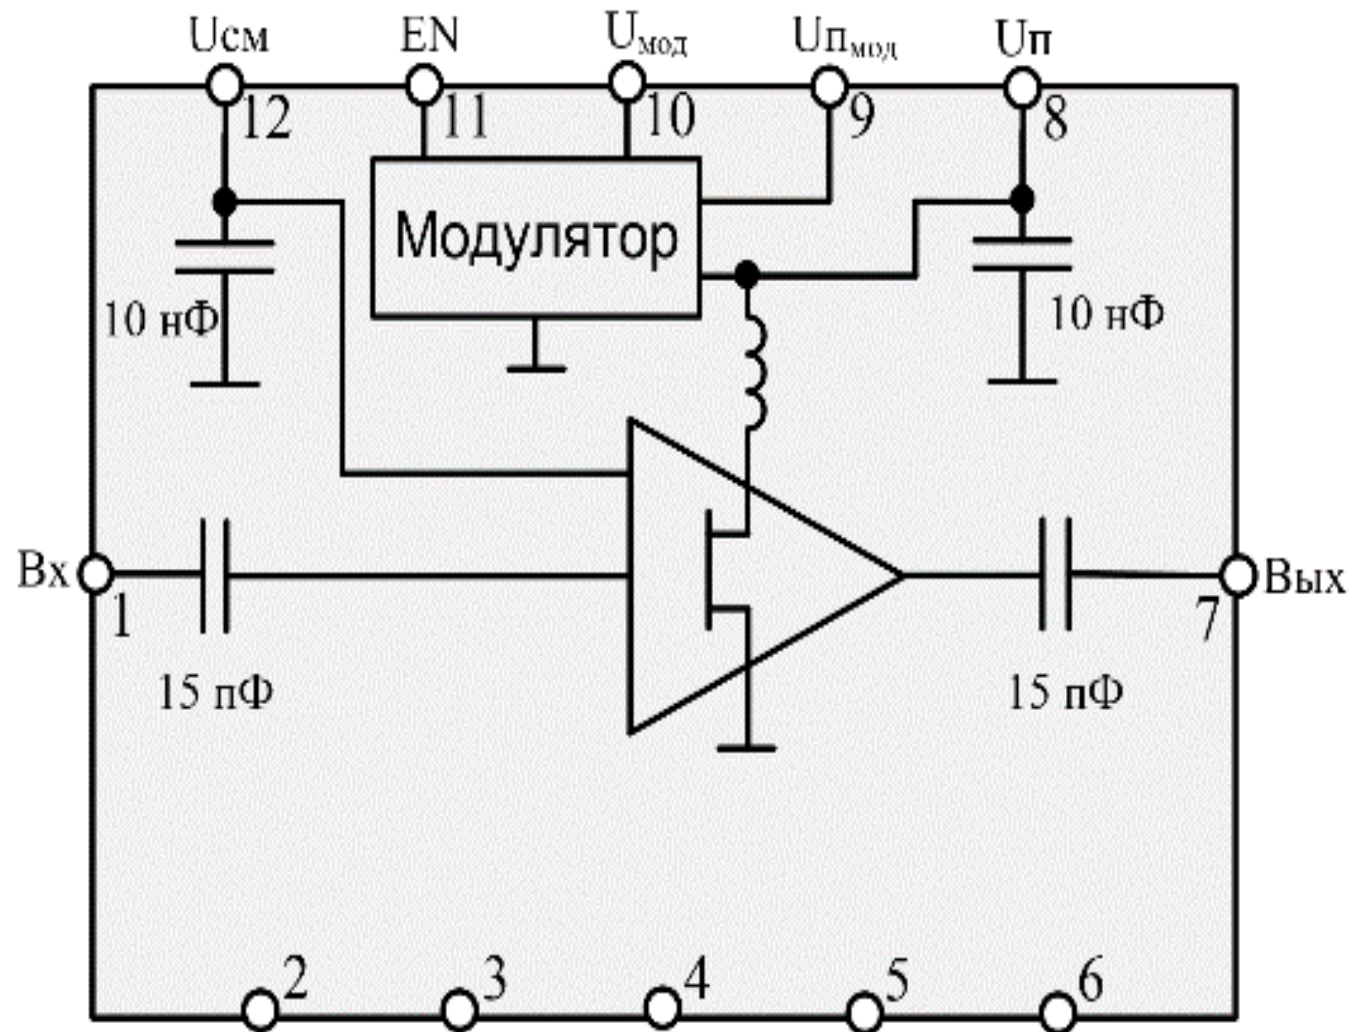 Uсм
EN
Uмод
Uпмод
Uп
12
11
10
9
8
Модулятор
10 нФ
10 нФ
Вх
1
7
Вых
15 пФ
15 пФ
2
3
4
5
6